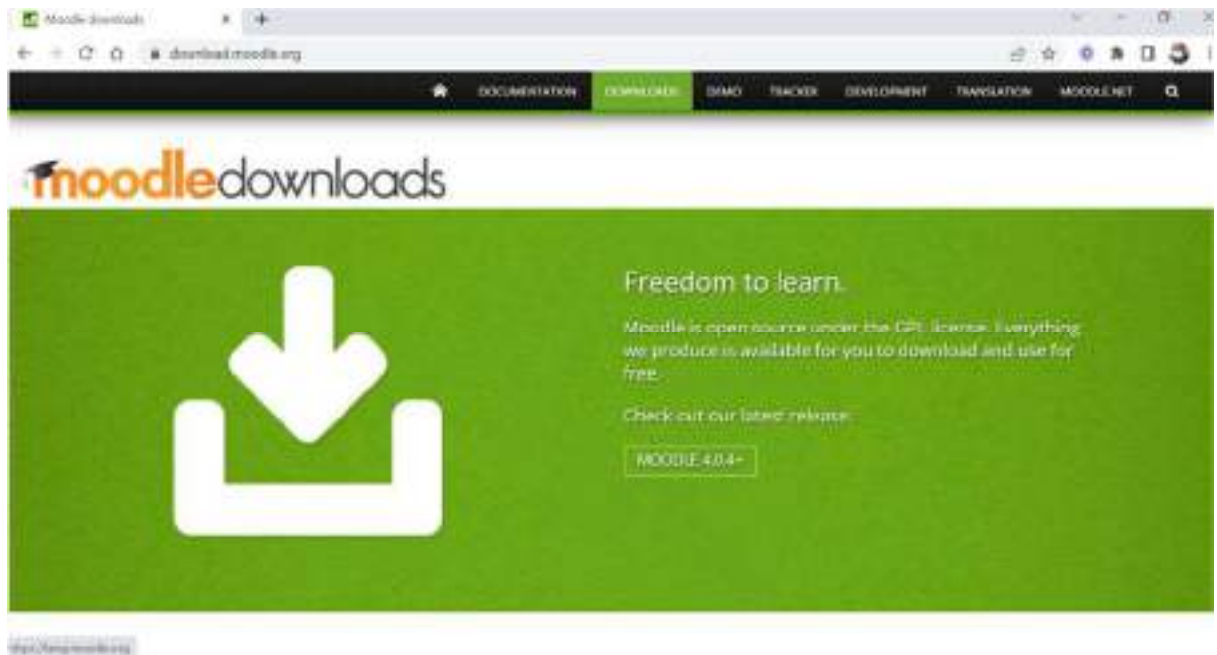 Moodle downloads
download.moodle.org
DOCUMENTATION DOWNLOADS DEMO TRACKER DEVELOPMENT TRANSLATION MOODLE.NET
moodledownloads
Freedom to learn.
Moodle is open source under the GPL license. Everything
we produce is available for you to download and use for
free.
Check out our latest release:
MOODLE 4.0.4+